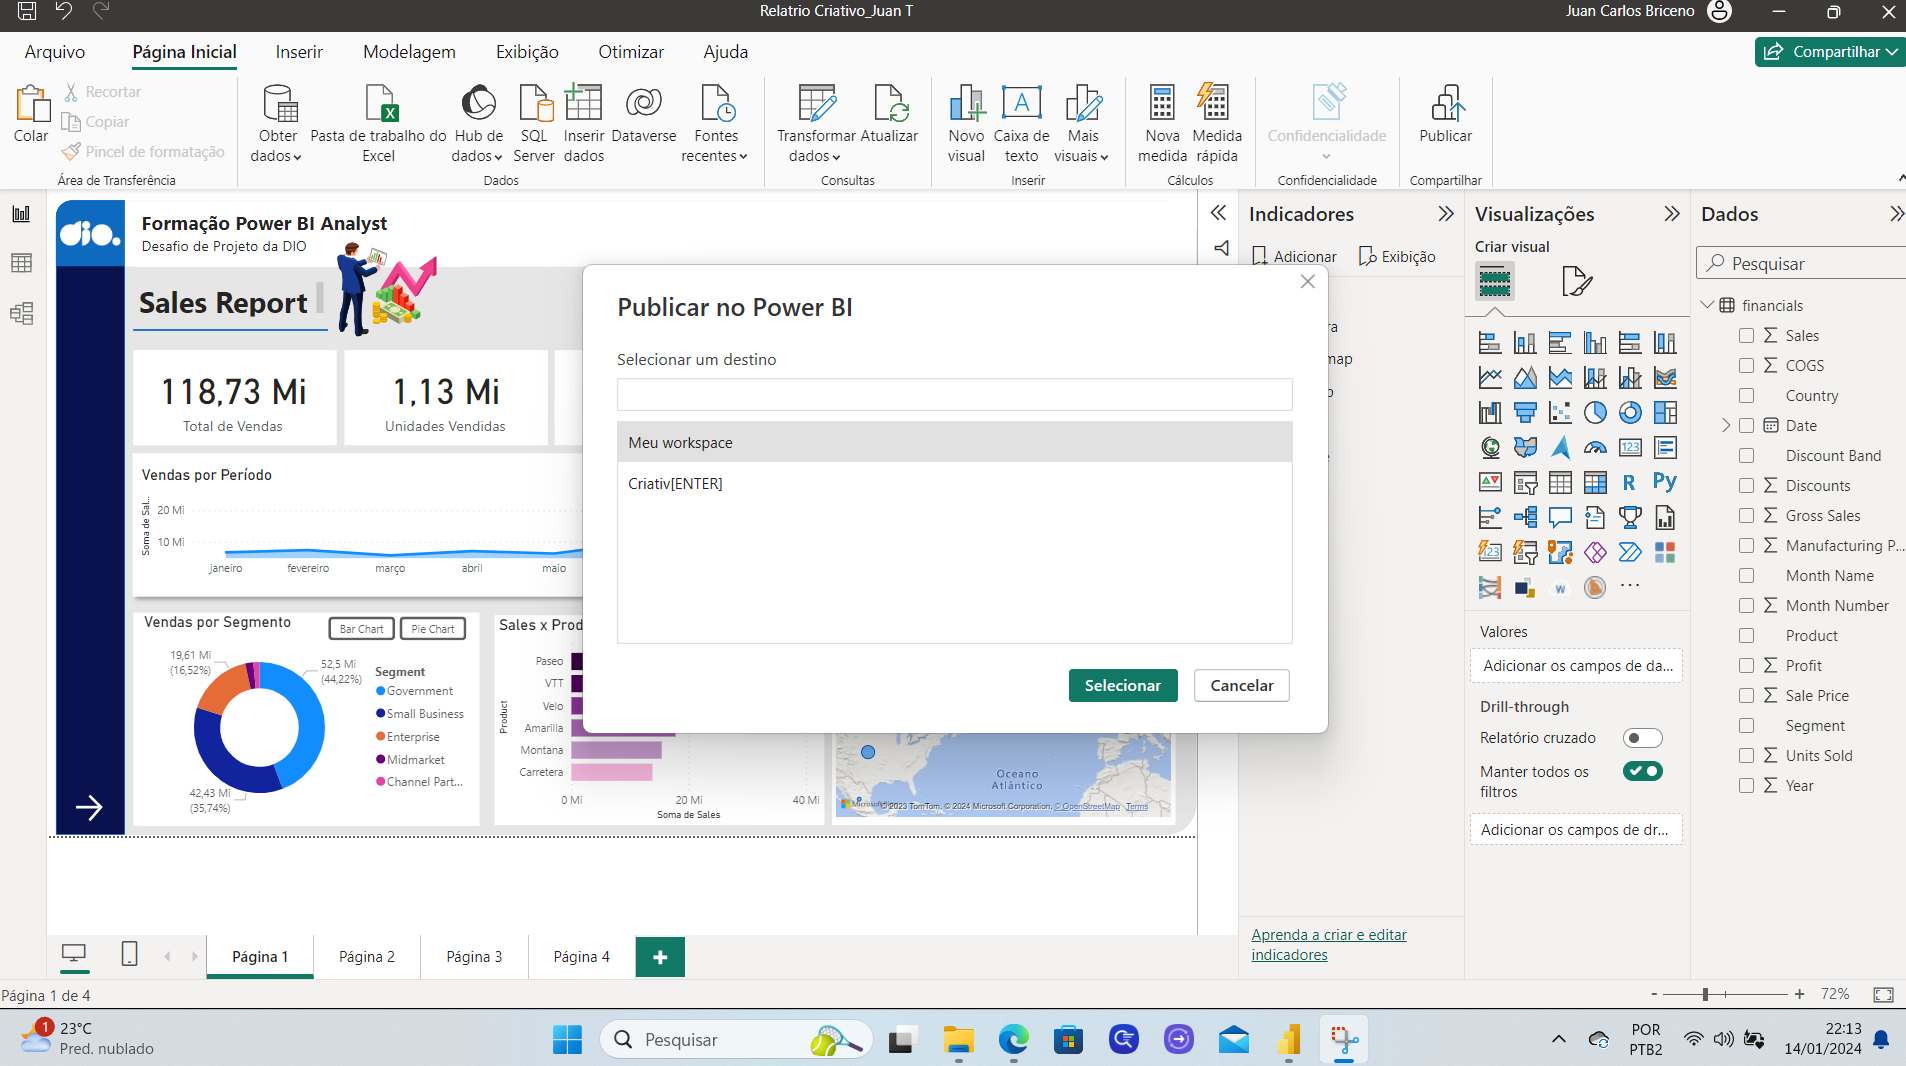 Relatrio Criativo_Juan T
Juan Carlos Briceno
Arquivo
Página Inicial
Inserir
Modelagem
Exibição
Otimizar
Ajuda
Compartilhar
Colar
Recortar
Copiar
Pincel de formatação
Área de Transferência
Obter dados
Pasta de trabalho do Excel
Hub de dados
SQL Server
Inserir dados
Dataverse
Fontes recentes
Dados
Transformar dados
Atualizar
Consultas
Novo visual
Caixa de texto
Mais visuais
Inserir
Nova medida
Medida rápida
Cálculos
Confidencialidade
Confidencialidade
Publicar
Compartilhar
dio.
Formação Power BI Analyst
Desafio de Projeto da DIO
Sales Report
118,73 Mi
Total de Vendas
1,13 Mi
Unidades Vendidas
Vendas por Período
Soma de Sal...
20 Mi
10 Mi
janeiro
fevereiro
março
abril
maio
Vendas por Segmento
Bar Chart
Pie Chart
19,61 Mi
(16,52%)
52,5 Mi
(44,22%)
42,43 Mi
(35,74%)
Segment
Government
Small Business
Enterprise
Midmarket
Channel Part...
Sales x Prod
Product
Paseo
VTT
Velo
Amarilla
Montana
Carretera
0 Mi
20 Mi
40 Mi
Soma de Sales
Oceano
Atlântico
© 2023 TomTom, © 2024 Microsoft Corporation, © OpenStreetMap Terms
Publicar no Power BI
Selecionar um destino
Meu workspace
Criativ[ENTER]
Selecionar
Cancelar
Indicadores
Adicionar
Exibição
ra
map
Aprenda a criar e editar
indicadores
Visualizações
Criar visual
123
R
Py
123
W
...
Valores
Adicionar os campos de da...
Drill-through
Relatório cruzado
Manter todos os
filtros
Adicionar os campos de dr...
Dados
Pesquisar
financials
Sales
COGS
Country
Date
Discount Band
Discounts
Gross Sales
Manufacturing P...
Month Name
Month Number
Product
Profit
Sale Price
Segment
Units Sold
Year
Página 1
Página 2
Página 3
Página 4
+
Página 1 de 4
- + 72%
1
23°C
Pred. nublado
Pesquisar
POR
PTB2
22:13
14/01/2024